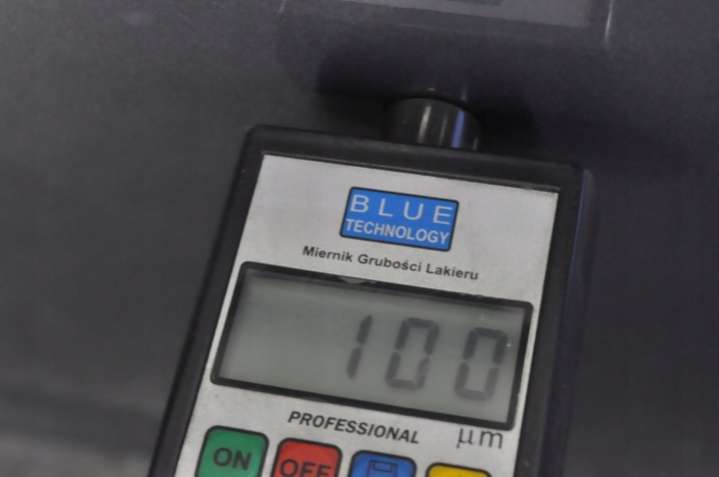 BLUE
TECHNOLOGY
Miernik Grubości Lakieru
100
PROFESSIONAL
μm
ON
OFF